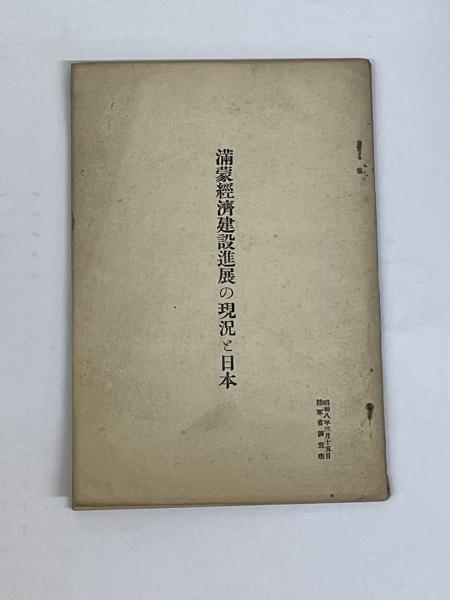 満蒙經濟建設進展の現況と日本
昭和八年三月十五日
陸軍省調査班